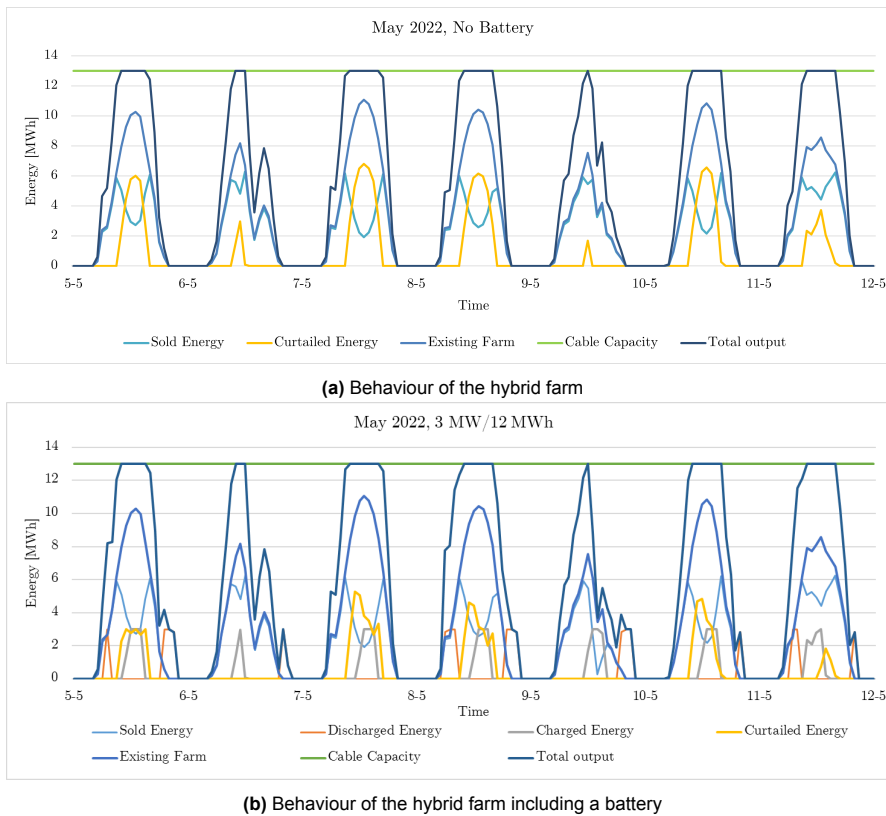 May 2022, No Battery
14
12
10
8
6
4
2
0
Energy [MWh]
5-5 6-5 7-5 8-5 9-5 10-5 11-5 12-5
Time
Sold Energy Curtailed Energy Existing Farm Cable Capacity Total output
(a) Behaviour of the hybrid farm
May 2022, 3 MW/12 MWh
14
12
10
8
6
4
2
0
Energy [MWh]
5-5 6-5 7-5 8-5 9-5 10-5 11-5 12-5
Time
Sold Energy Discharged Energy Charged Energy Curtailed Energy
Existing Farm Cable Capacity Total output
(b) Behaviour of the hybrid farm including a battery